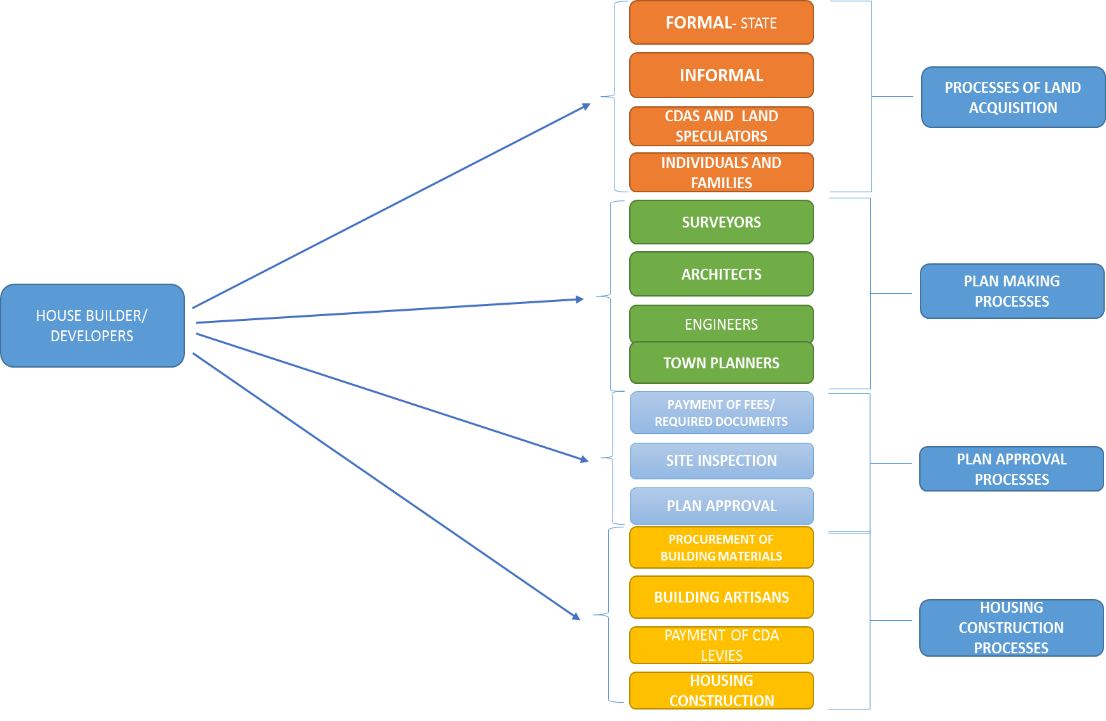 HOUSE BUILDER/
DEVELOPERS
FORMAL- STATE
INFORMAL
CDAS AND LAND
SPECULATORS
INDIVIDUALS AND
FAMILIES
PROCESSES OF LAND
ACQUISITION
SURVEYORS
ARCHITECTS
ENGINEERS
TOWN PLANNERS
PLAN MAKING
PROCESSES
PAYMENT OF FEES/
REQUIRED DOCUMENTS
SITE INSPECTION
PLAN APPROVAL
PLAN APPROVAL
PROCESSES
PROCUREMENT OF
BUILDING MATERIALS
BUILDING ARTISANS
PAYMENT OF CDA
LEVIES
HOUSING
CONSTRUCTION
HOUSING
CONSTRUCTION
PROCESSES